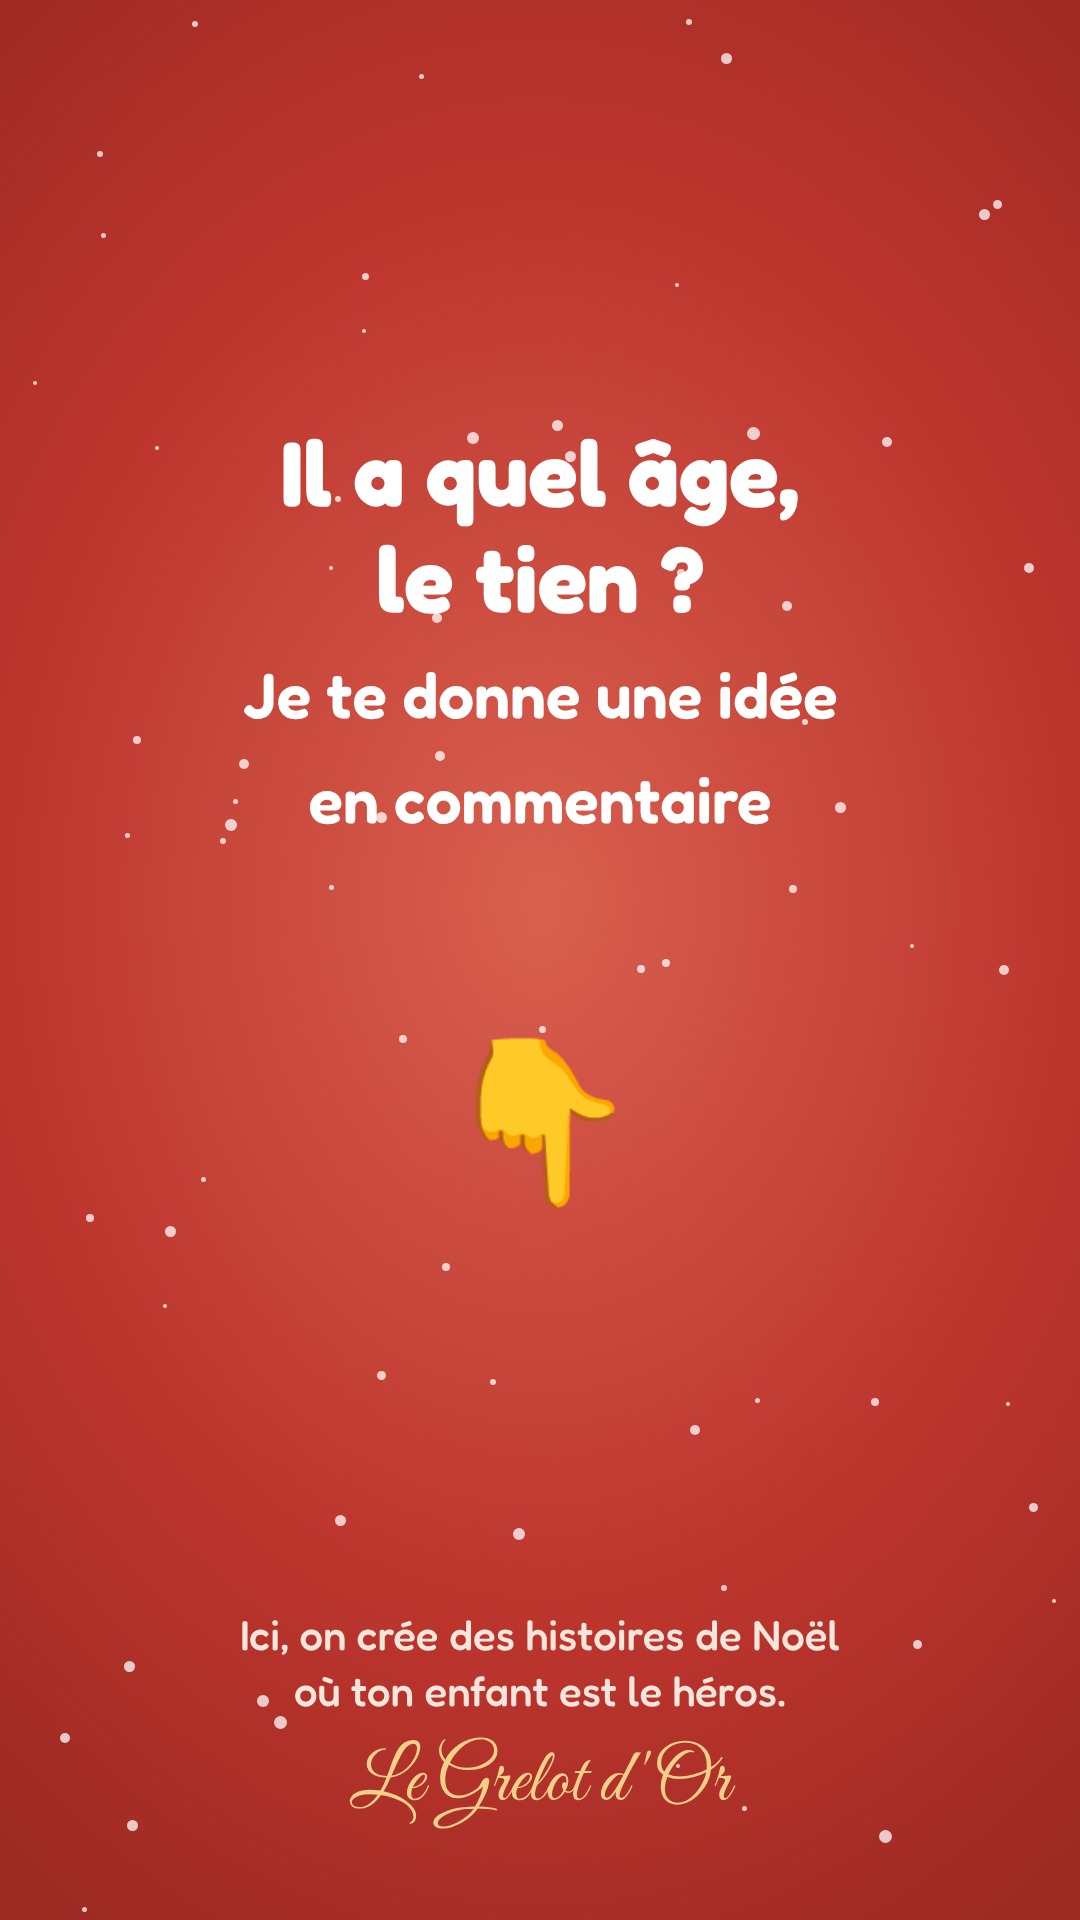 Il a quel âge,
le tien ?
Je te donne une idée
en commentaire
Ici, on crée des histoires de Noël
où ton enfant est le héros.
Le Grelot d'Or